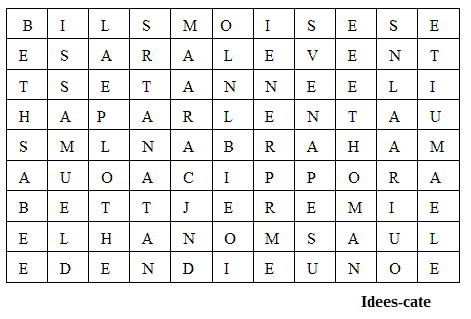 B I L S M O I S E S E
E S A R A L E V E N T
T S E T A N N E E L I
H A P A R L E N T A U
S M L N A B R A H A M
A U O A C I P P O R A
B E T T J E R E M I E
E L H A N O M S A U L
E D E N D I E U N O E
Idees-cate